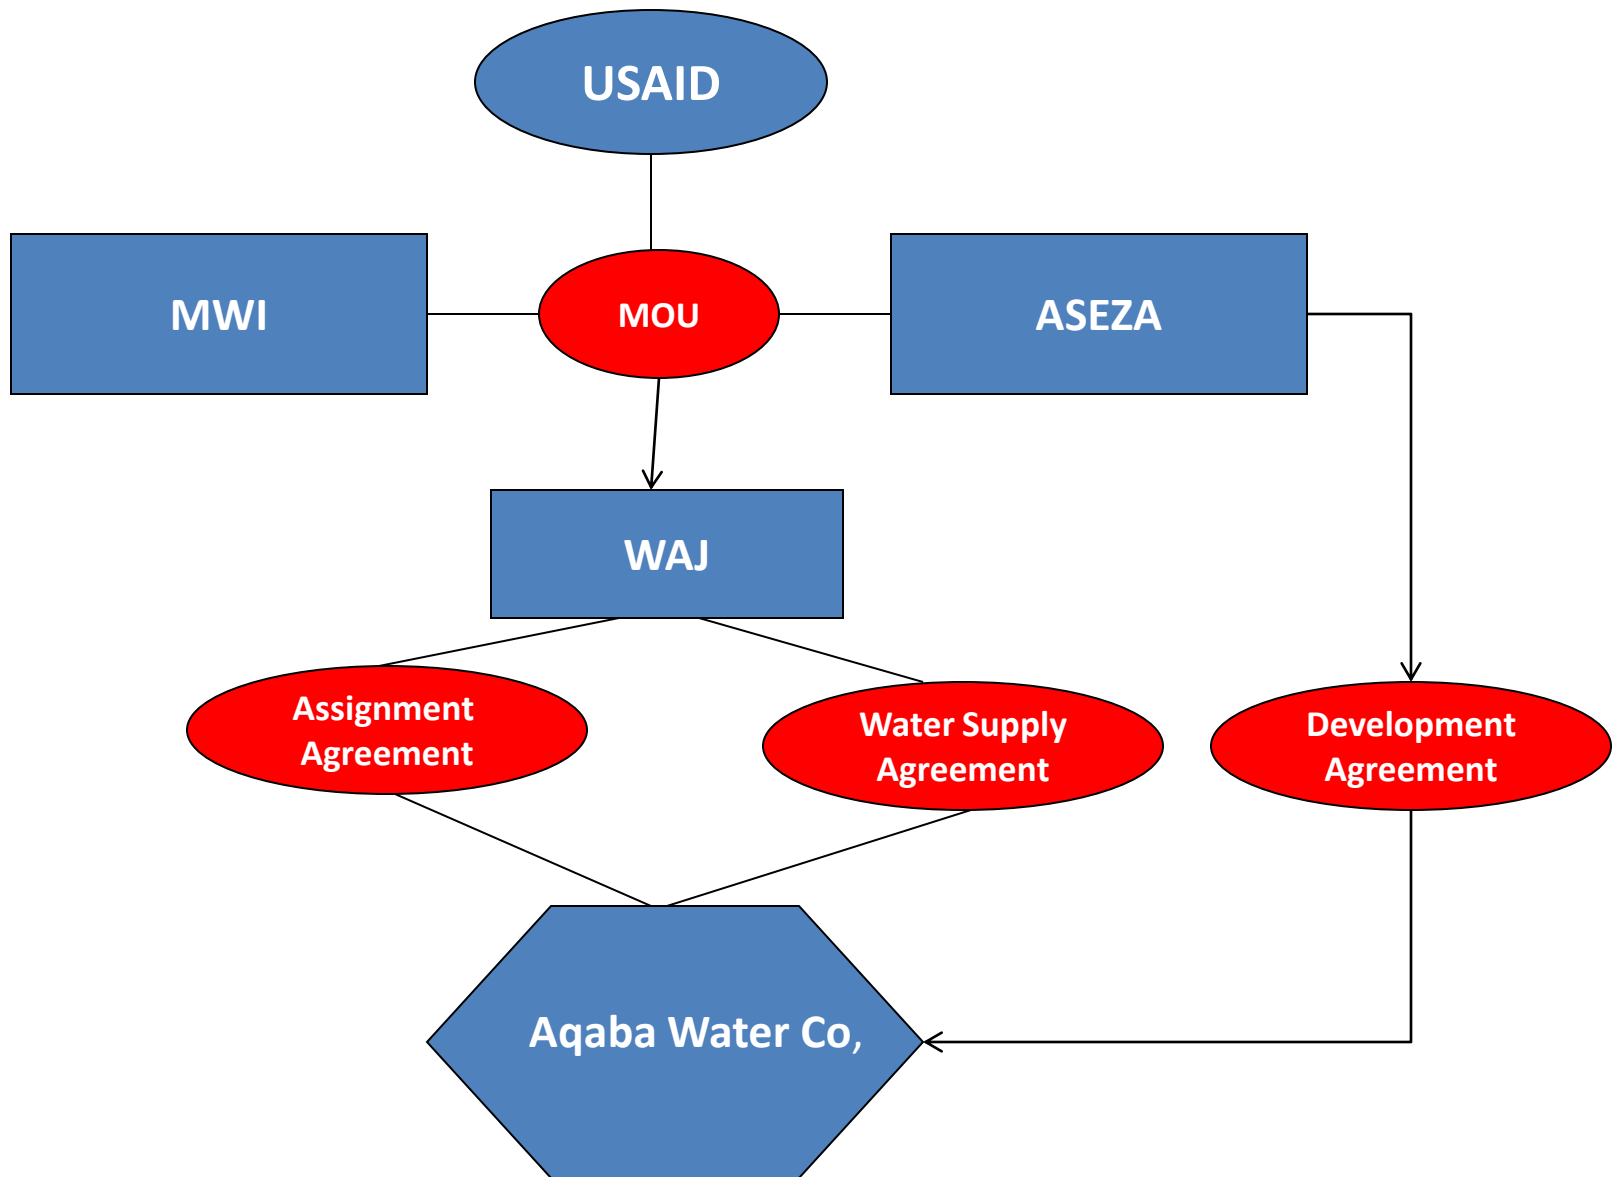 USAID
MWI
MOU
ASEZA
WAJ
Assignment
Agreement
Water Supply
Agreement
Development
Agreement
Aqaba Water Co,